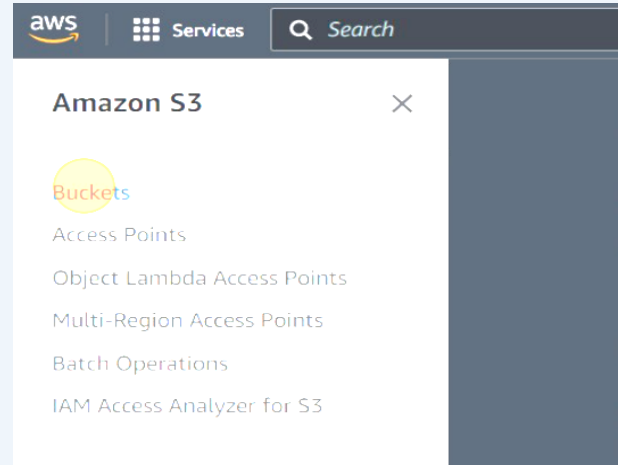 aws Services Search
Amazon S3
Buckets
Access Points
Object Lambda Access Points
Multi-Region Access Points
Batch Operations
IAM Access Analyzer for S3